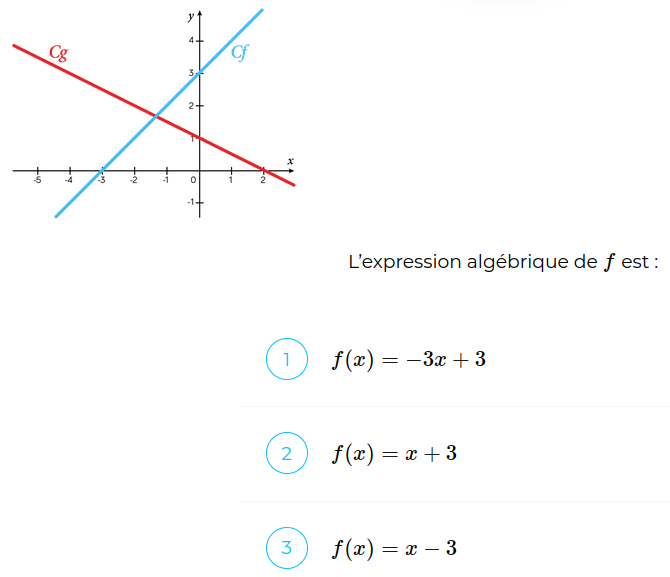 y
4
Cg
Cf
3
2
1
x
-5 -4 -3 -2 -1 0 1 2
-1
L'expression algébrique de f est :
1 f(x) = −3x + 3
2 f(x) = x + 3
3 f(x) = x − 3